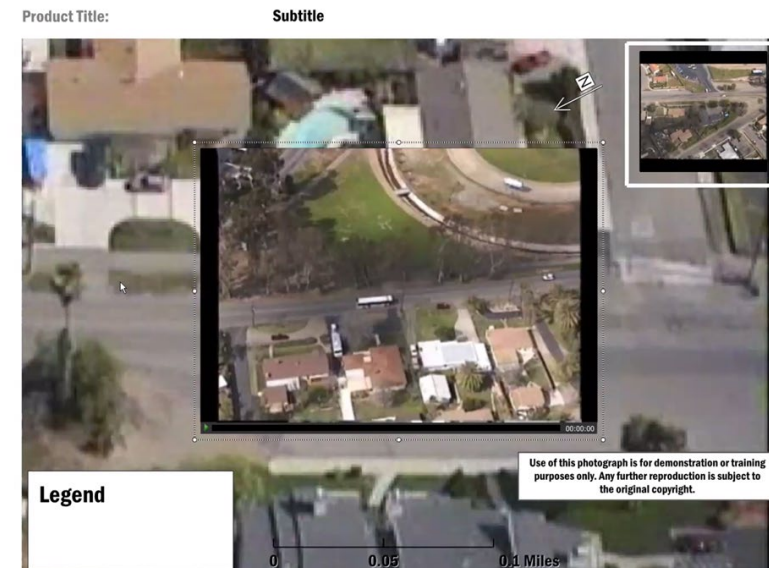 Product Title:
Subtitle
N
00:00:00
Use of this photograph is for demonstration or training
purposes only. Any further reproduction is subject to
the original copyright.
Legend
0
0.05
0.1 Miles